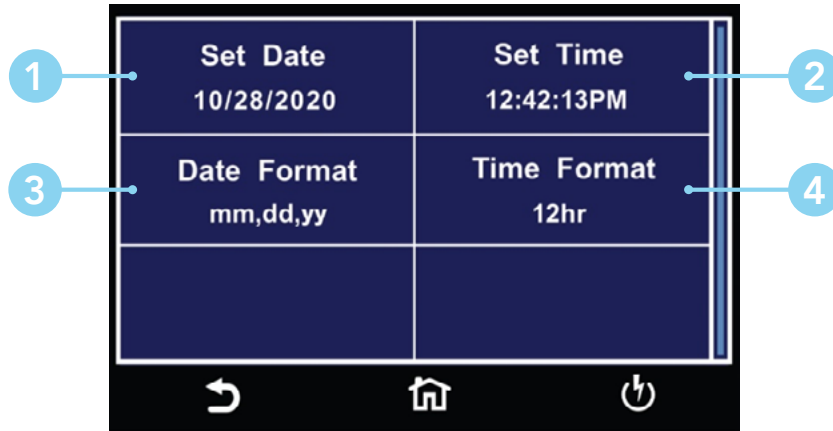 1
Set Date
10/28/2020
Set Time
12:42:13PM
2
3
Date Format
mm,dd,yy
Time Format
12hr
4